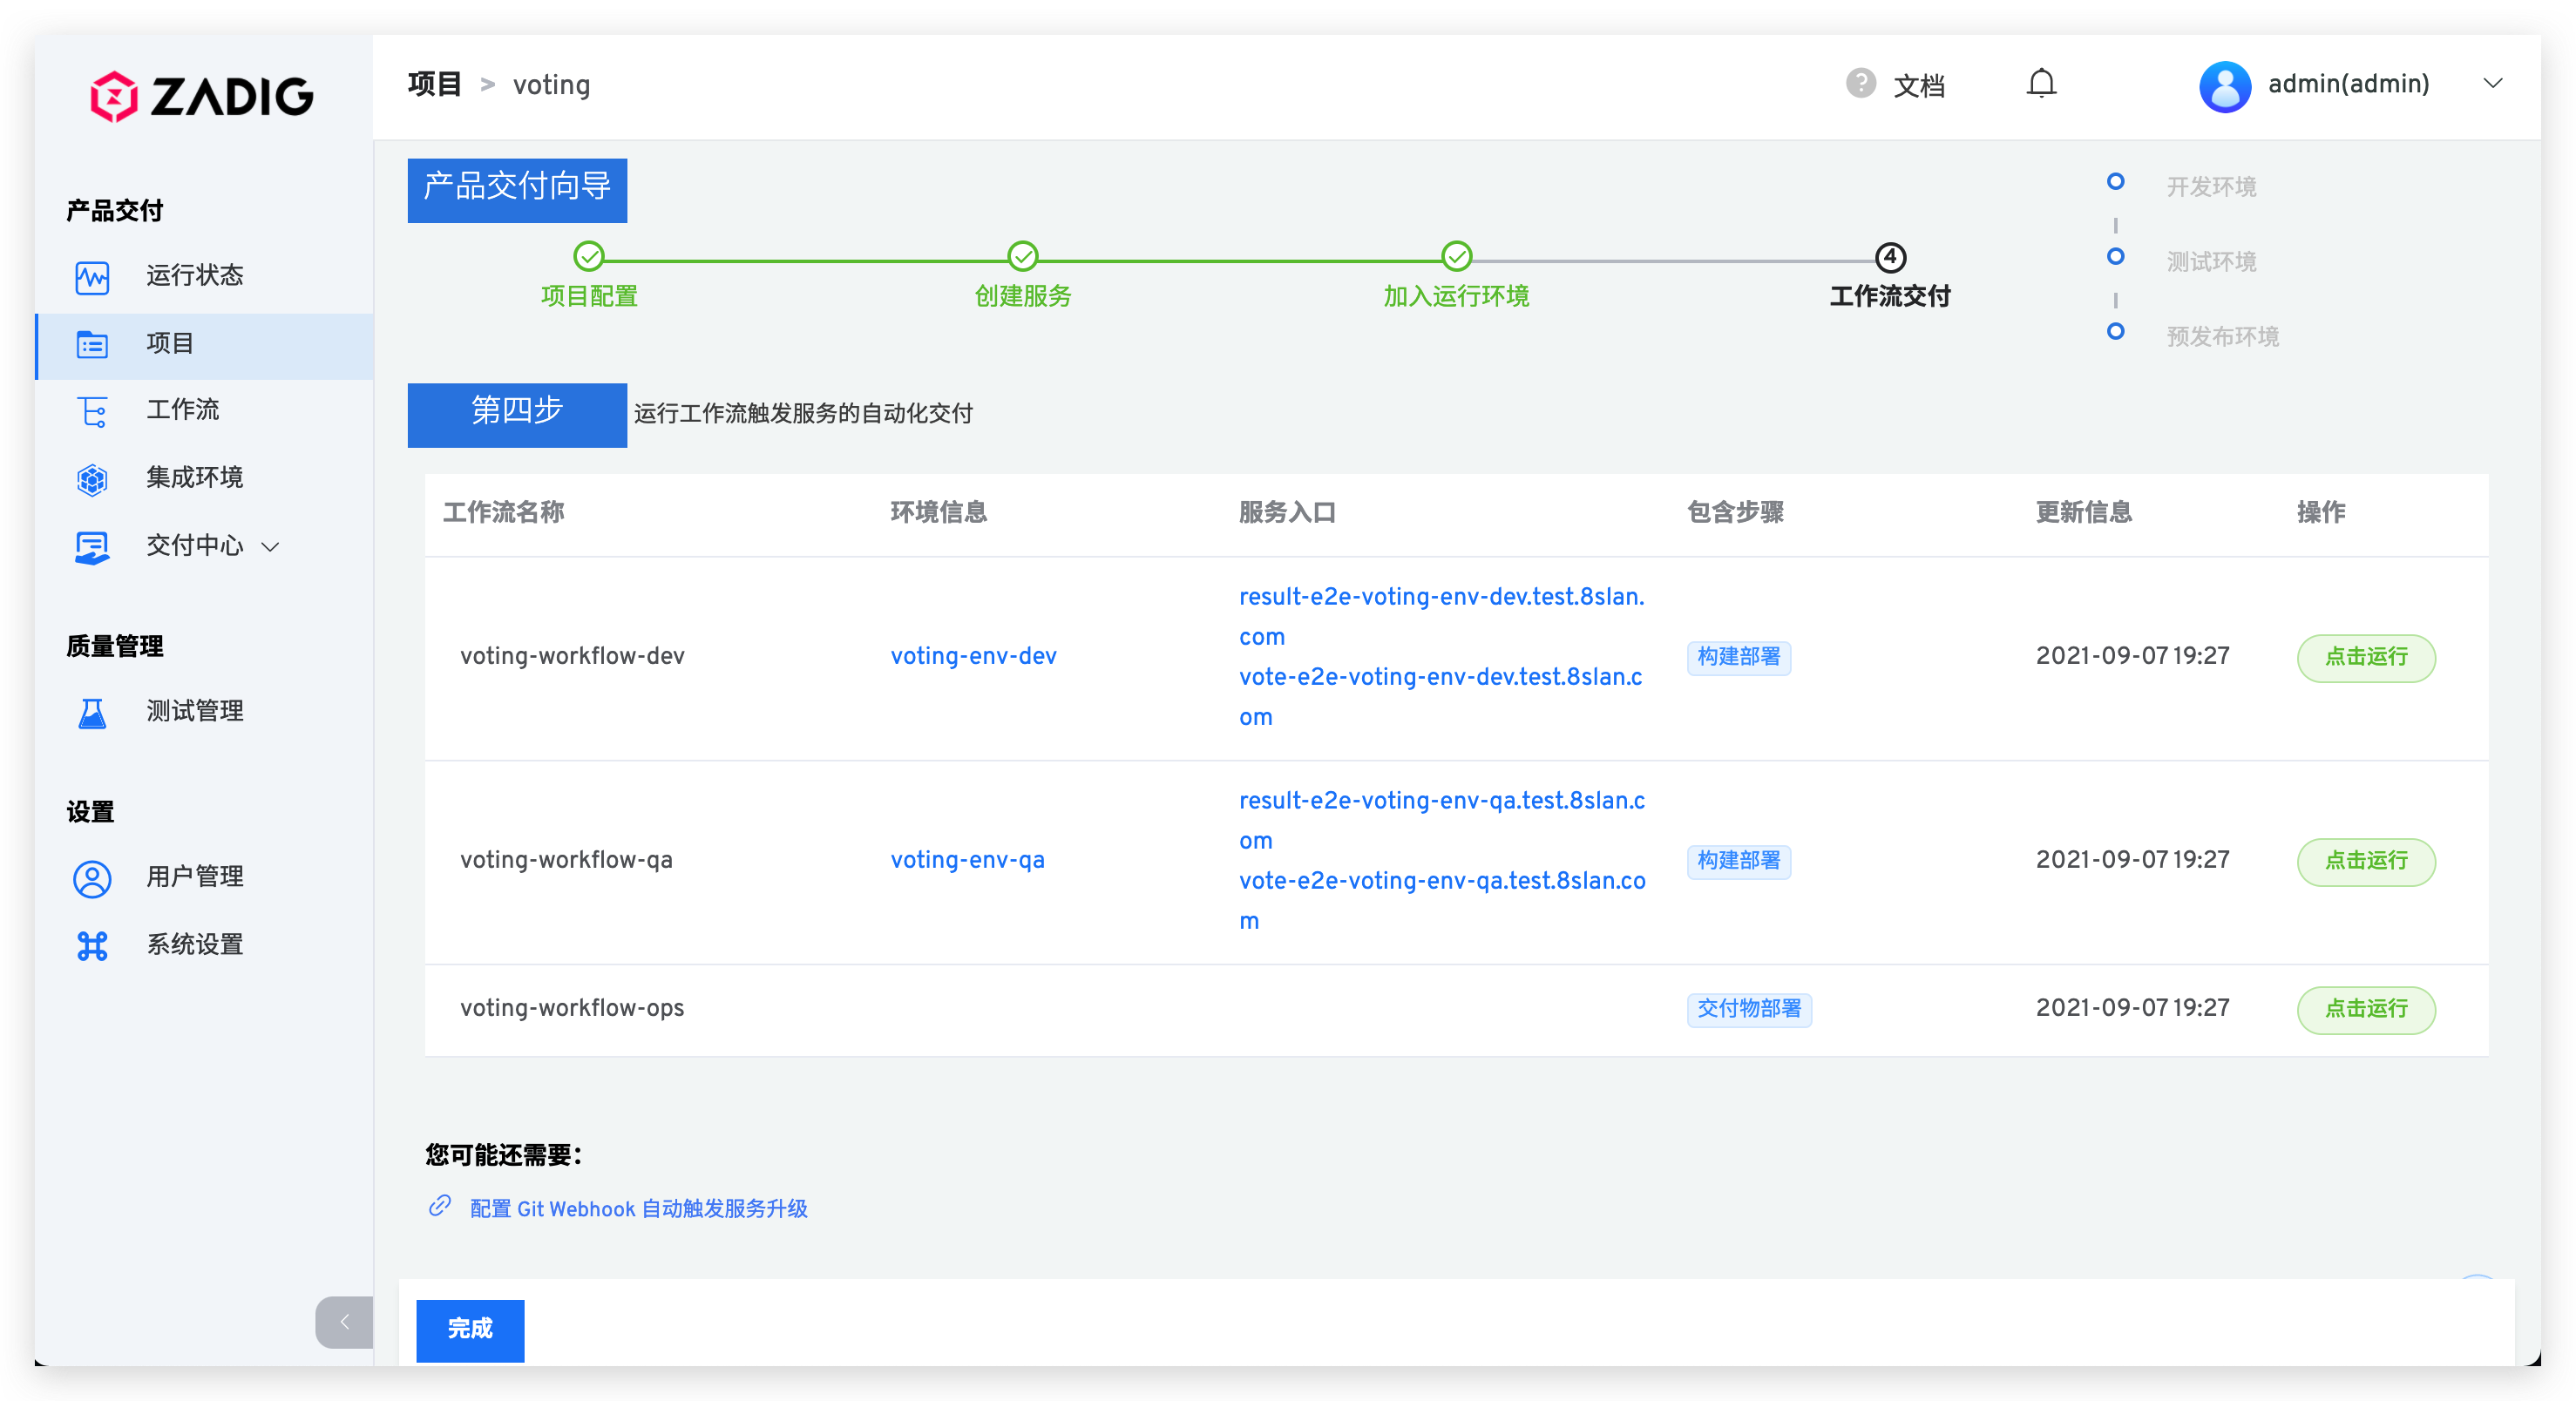 ZADIG
项目 > voting
? 文档
admin(admin)
产品交付
运行状态
项目
工作流
集成环境
交付中心
质量管理
测试管理
设置
用户管理
系统设置
产品交付向导
项目配置
创建服务
加入运行环境
4
工作流交付
开发环境
测试环境
预发布环境
第四步 运行工作流触发服务的自动化交付
工作流名称 环境信息 服务入口 包含步骤 更新信息 操作
voting-workflow-dev voting-env-dev
result-e2e-voting-env-dev.test.8slan.
com
vote-e2e-voting-env-dev.test.8slan.c
om
构建部署 2021-09-07 19:27 点击运行
voting-workflow-qa voting-env-qa
result-e2e-voting-env-qa.test.8slan.c
om
vote-e2e-voting-env-qa.test.8slan.co
m
构建部署 2021-09-07 19:27 点击运行
voting-workflow-ops 交付物部署 2021-09-07 19:27 点击运行
您可能还需要：
配置 Git Webhook 自动触发服务升级
完成